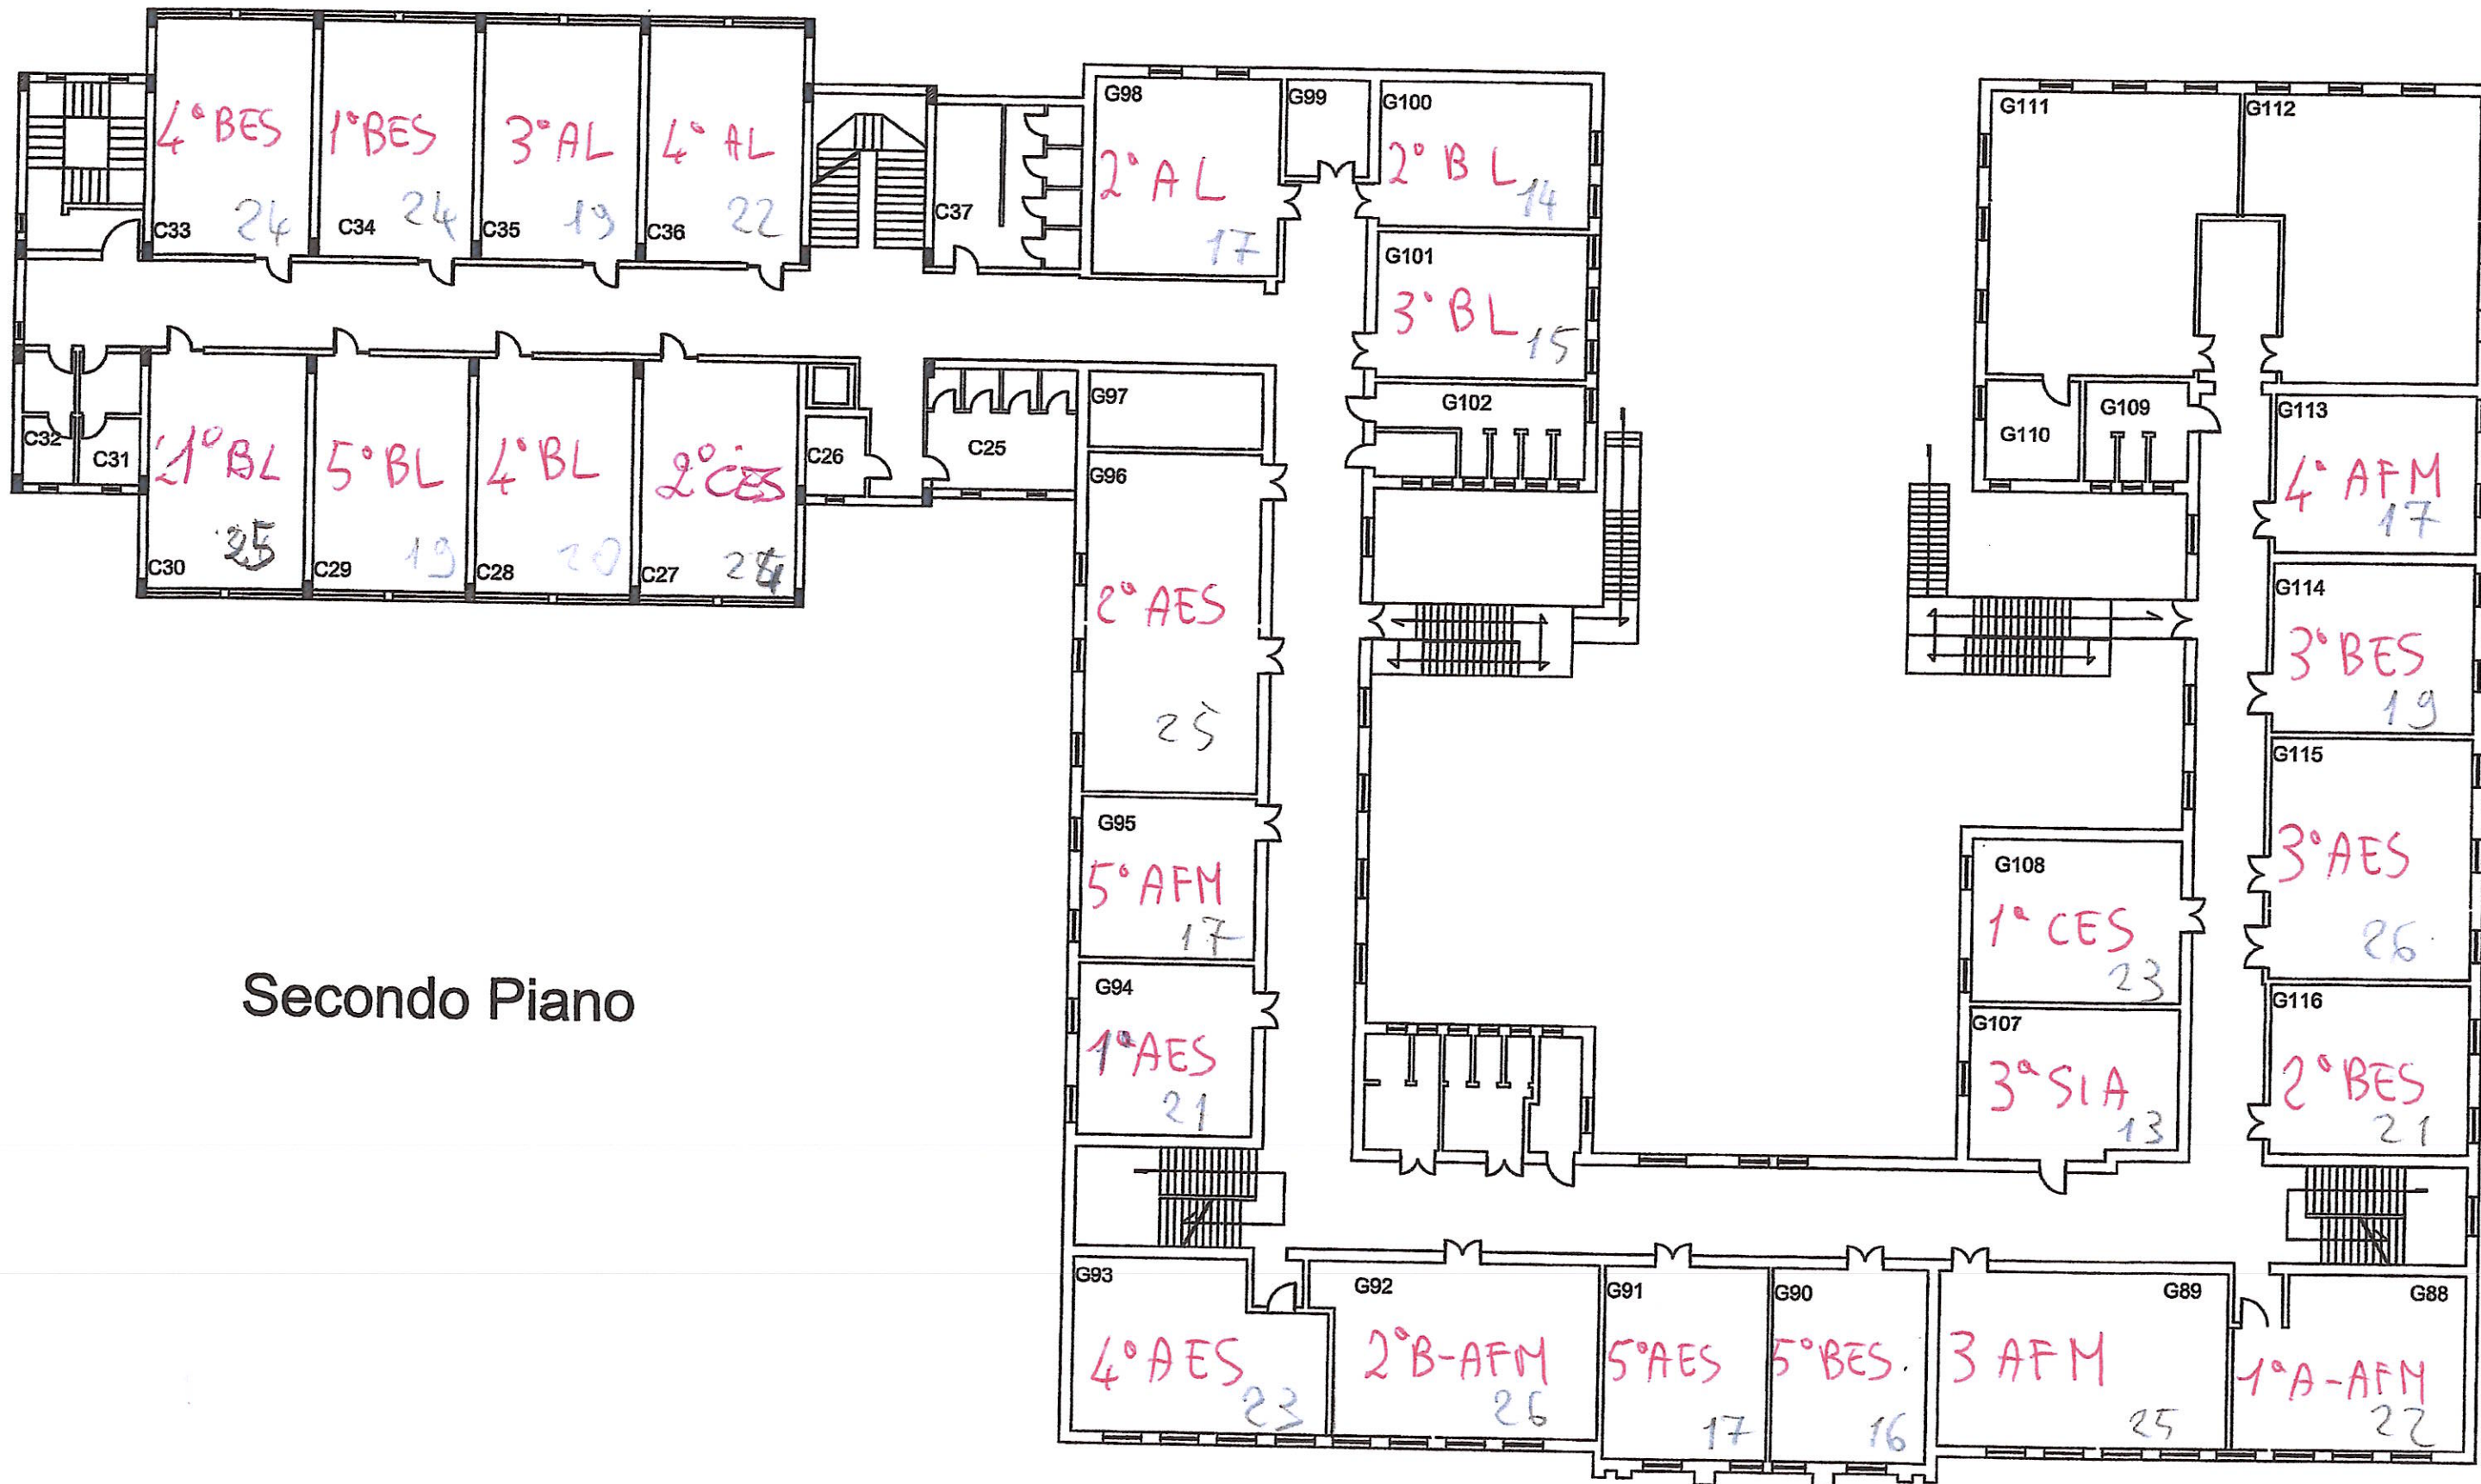 4° BES
24
C33
1° BES
24
C34
3° AL
19
C35
4° AL
22
C36
C37
G98
2° AL
17
G99
G100
2° BL
14
G101
3° BL
15
G102
G111
G112
G110
G109
G113
4° AFM
17
C32
C31
1° BL
25
C30
5° BL
19
C29
4° BL
20
C28
2° CES
24
C27
C26
C25
G97
G96
2° AES
25
G114
3° BES
19
G95
5° AFM
17
G115
3° AES
26
G108
1ª CES
23
Secondo Piano
G94
1ª AES
21
G107
3ª SIA
13
G116
2° BES
21
G93
4° AES
23
G92
2° B-AFM
26
G91
5° AES
17
G90
5° BES.
16
G89
3 AFM
25
G88
1ª A-AFM
22